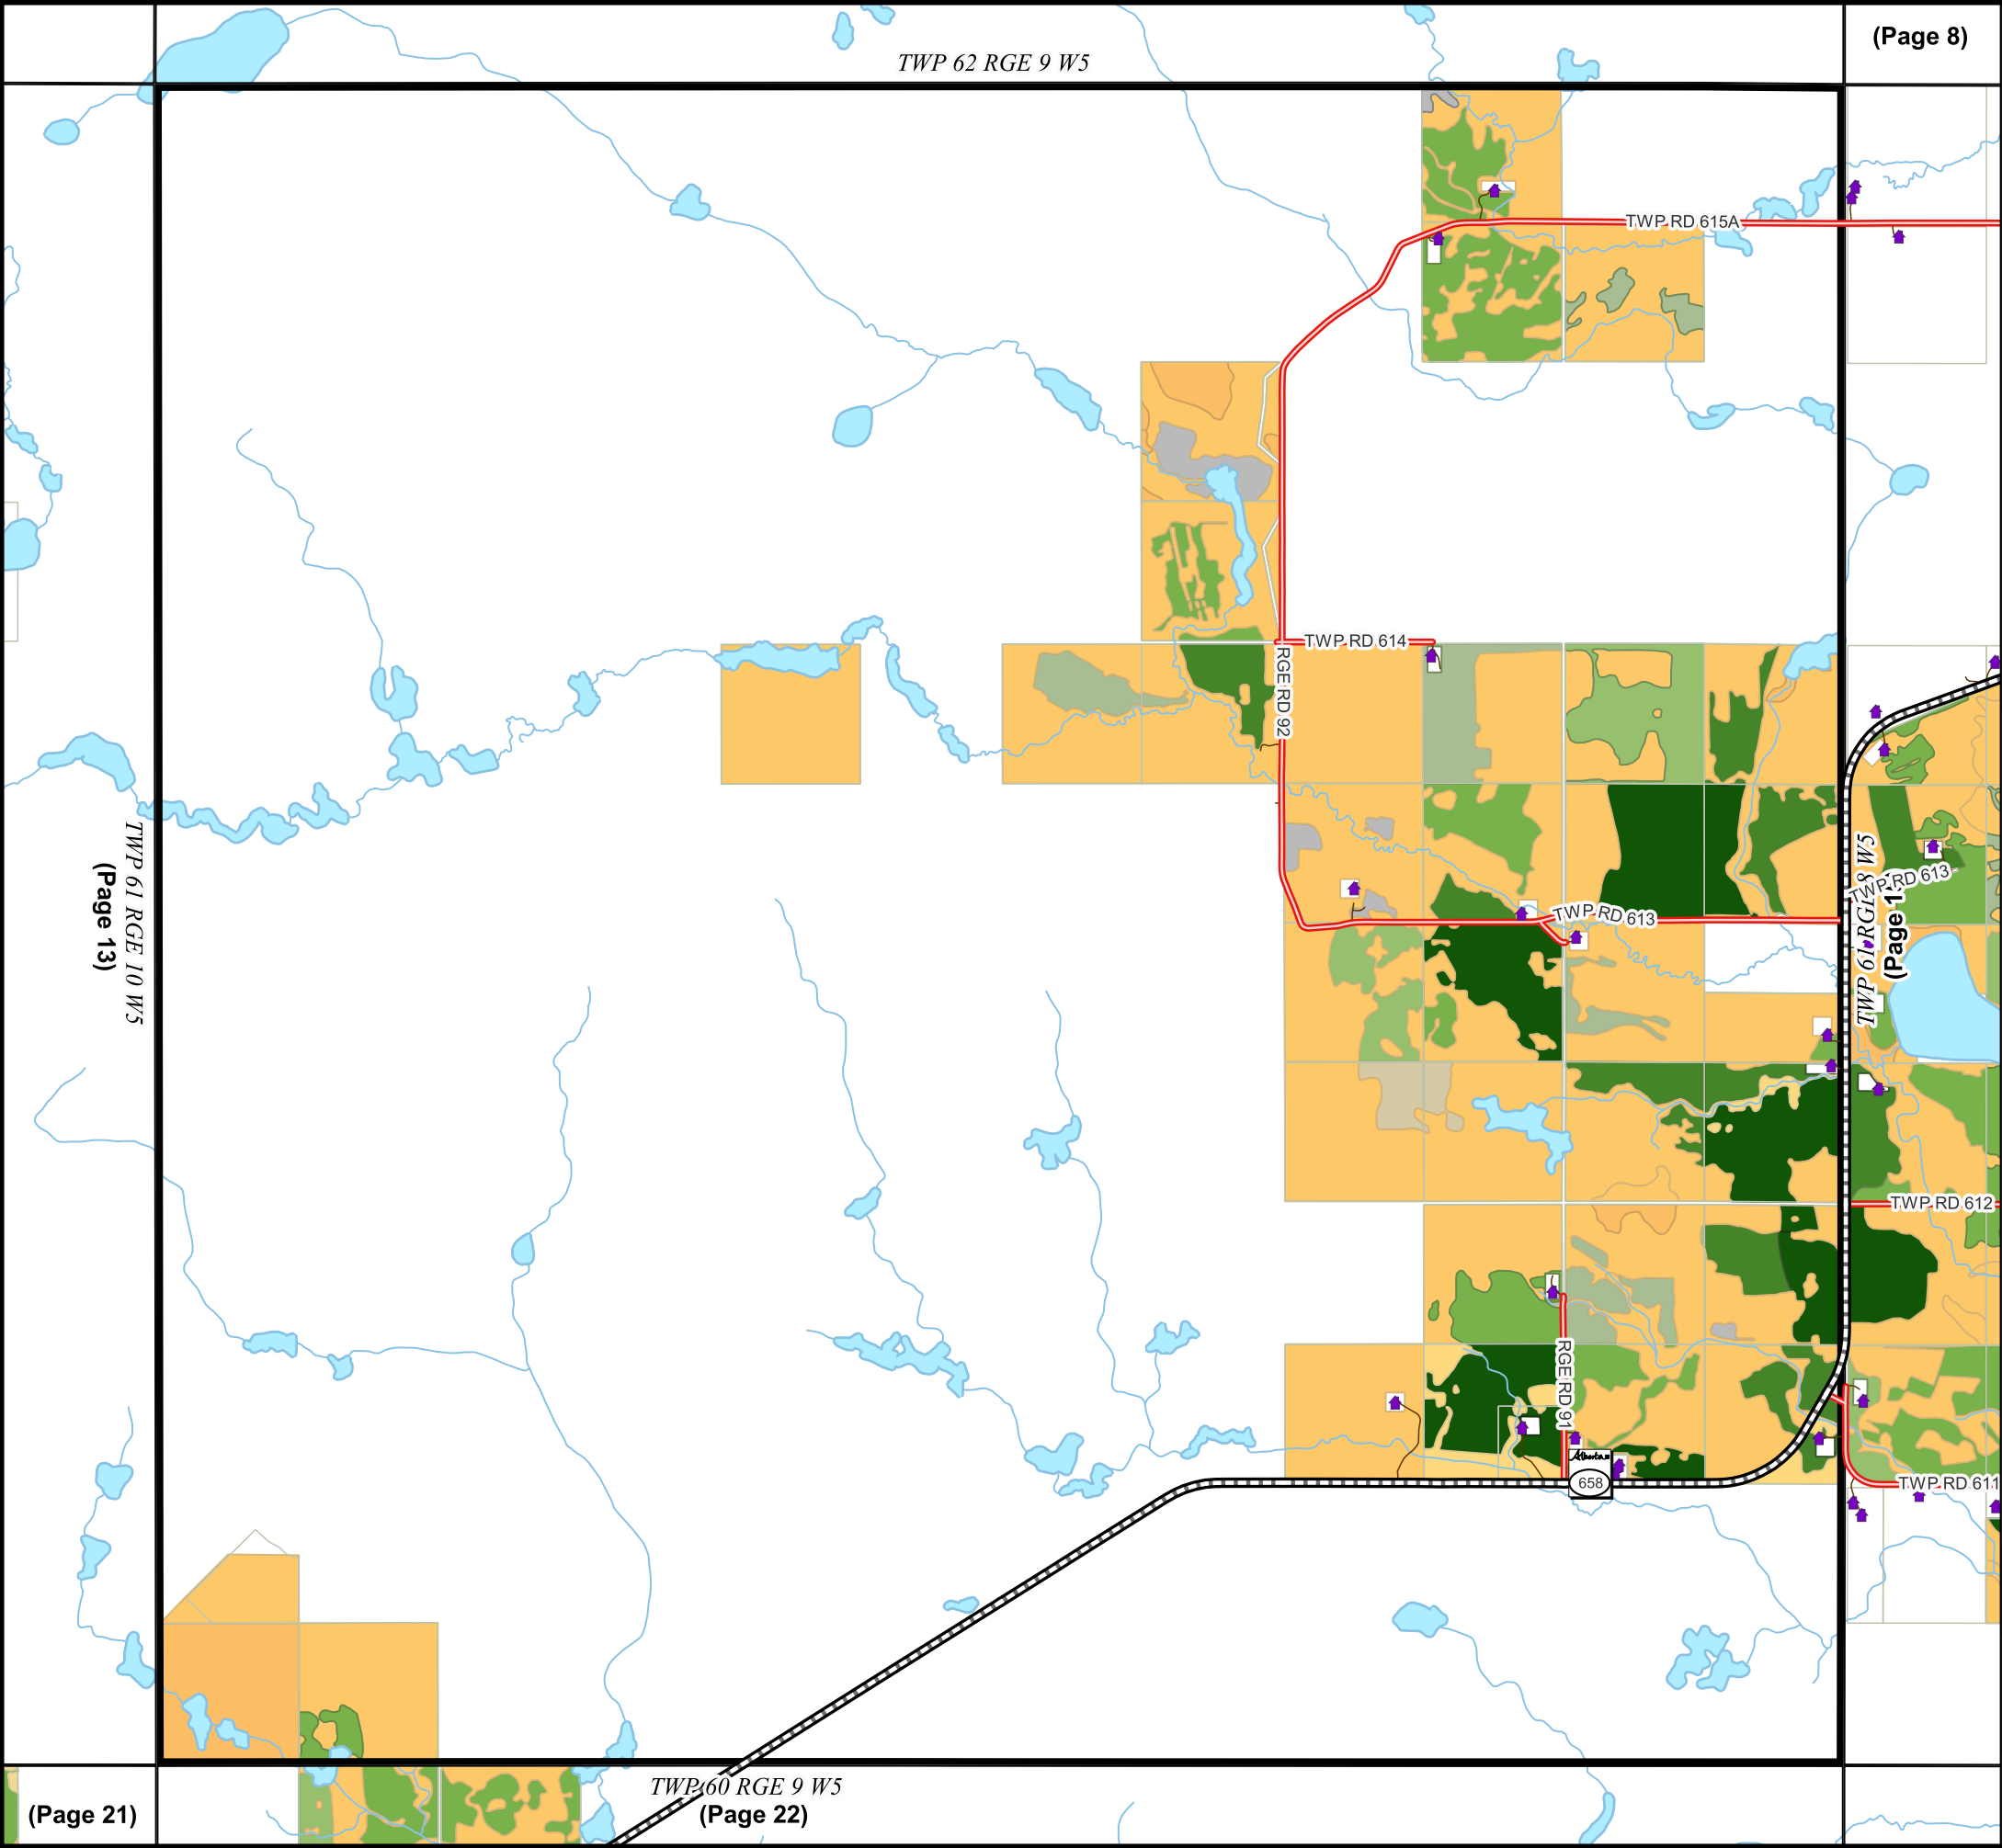 (Page 8)
TWP 62 RGE 9 W5
TWP RD 615A
TWP RD 614
RGE RD 92
TWP 61 RGE 10 W5
(Page 13)
TWP RD 613
TWP RD 613
TWP 61 RGE 8 W5
TWP RD 612
RGE RD 91
Alberta
658
TWP RD 611
TWP 60 RGE 9 W5
(Page 21)
(Page 22)